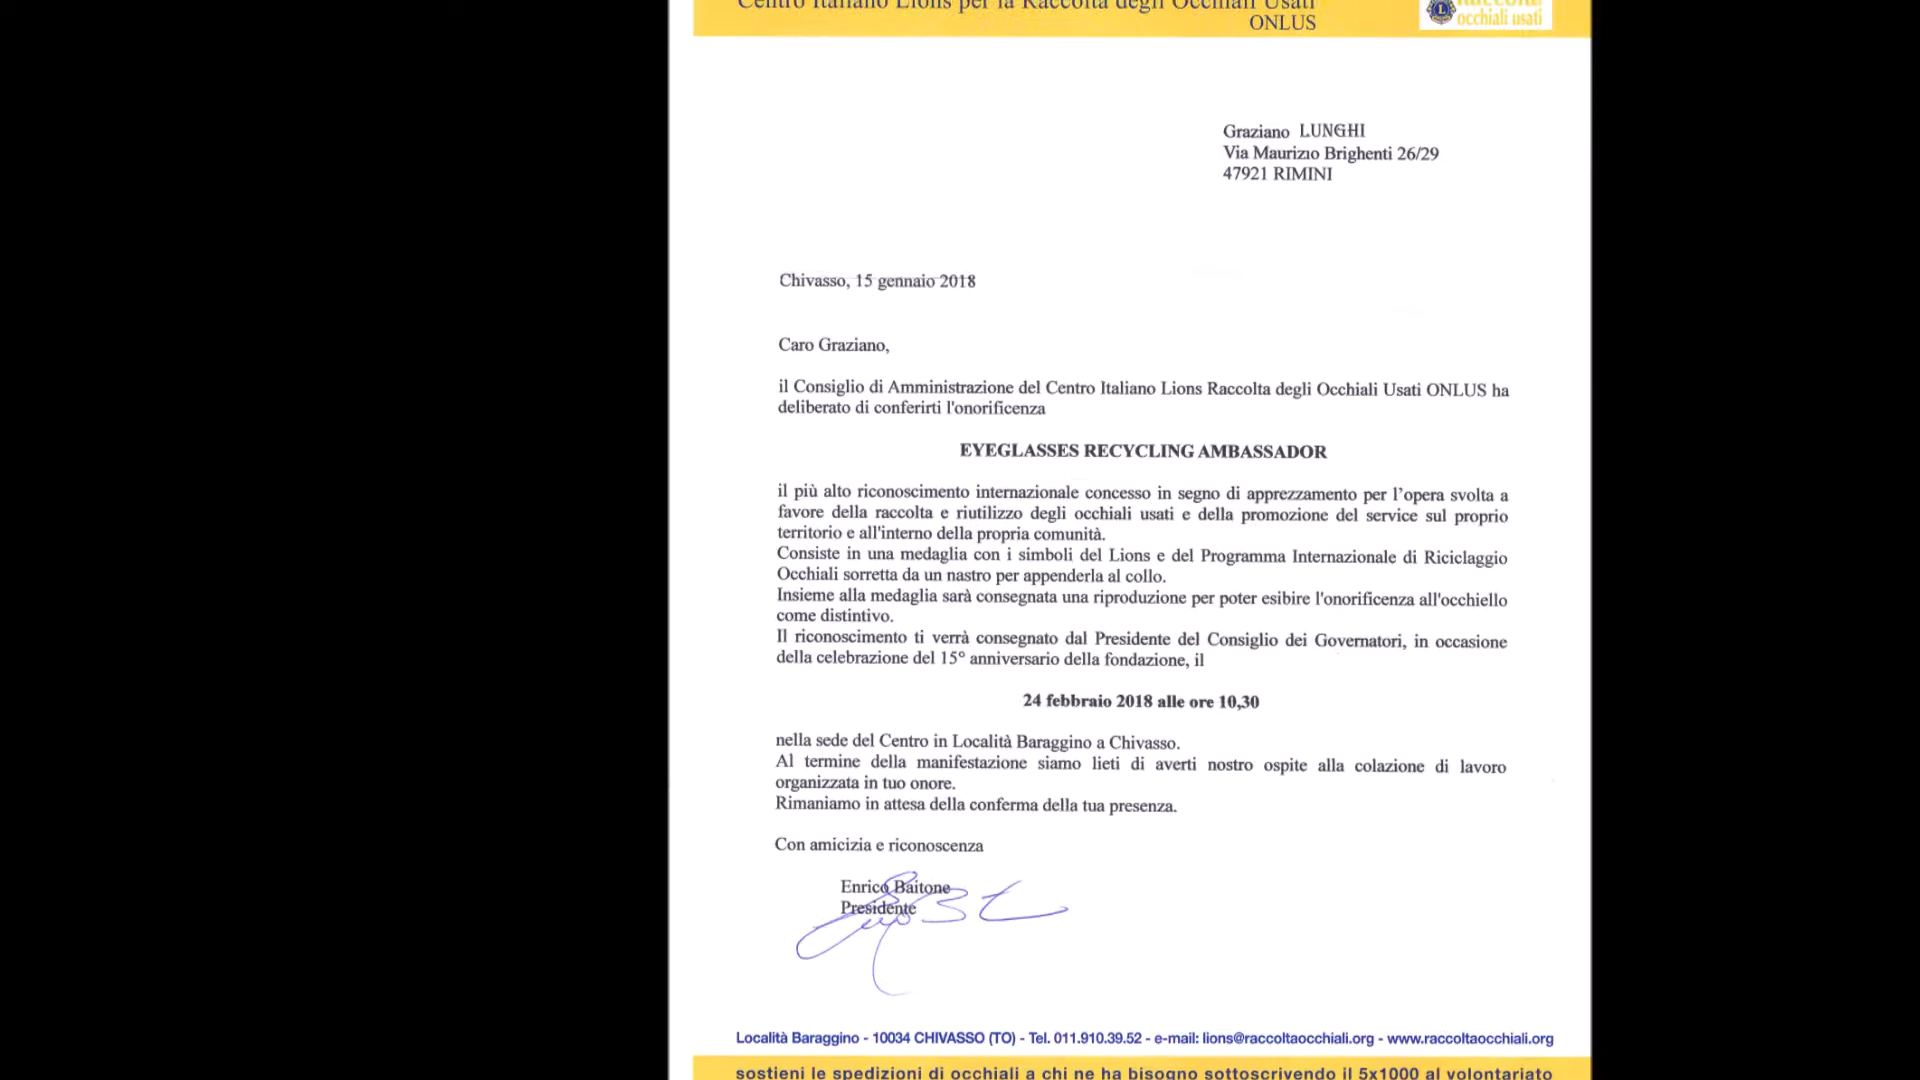 Centro Italiano Lions per la Raccolta degli Occhiali Usati
ONLUS
Raccolta
occhiali usati
Graziano LUNGHI
Via Maurizio Brighenti 26/29
47921 RIMINI
Chivasso, 15 gennaio 2018
Caro Graziano,
il Consiglio di Amministrazione del Centro Italiano Lions Raccolta degli Occhiali Usati ONLUS ha
deliberato di conferirti l'onorificenza
EYEGLASSES RECYCLING AMBASSADOR
il più alto riconoscimento internazionale concesso in segno di apprezzamento per l’opera svolta a
favore della raccolta e riutilizzo degli occhiali usati e della promozione del service sul proprio
territorio e all'interno della propria comunità.
Consiste in una medaglia con i simboli del Lions e del Programma Internazionale di Riciclaggio
Occhiali sorretta da un nastro per appenderla al collo.
Insieme alla medaglia sarà consegnata una riproduzione per poter esibire l'onorificenza all'occhiello
come distintivo.
Il riconoscimento ti verrà consegnato dal Presidente del Consiglio dei Governatori, in occasione
della celebrazione del 15° anniversario della fondazione, il
24 febbraio 2018 alle ore 10,30
nella sede del Centro in Località Baraggino a Chivasso.
Al termine della manifestazione siamo lieti di averti nostro ospite alla colazione di lavoro
organizzata in tuo onore.
Rimaniamo in attesa della conferma della tua presenza.
Con amicizia e riconoscenza
Enrico Baitone
Presidente
Località Baraggino - 10034 CHIVASSO (TO) - Tel. 011.910.39.52 - e-mail: lions@raccoltaocchiali.org - www.raccoltaocchiali.org
sostieni le spedizioni di occhiali a chi ne ha bisogno sottoscrivendo il 5x1000 al volontariato